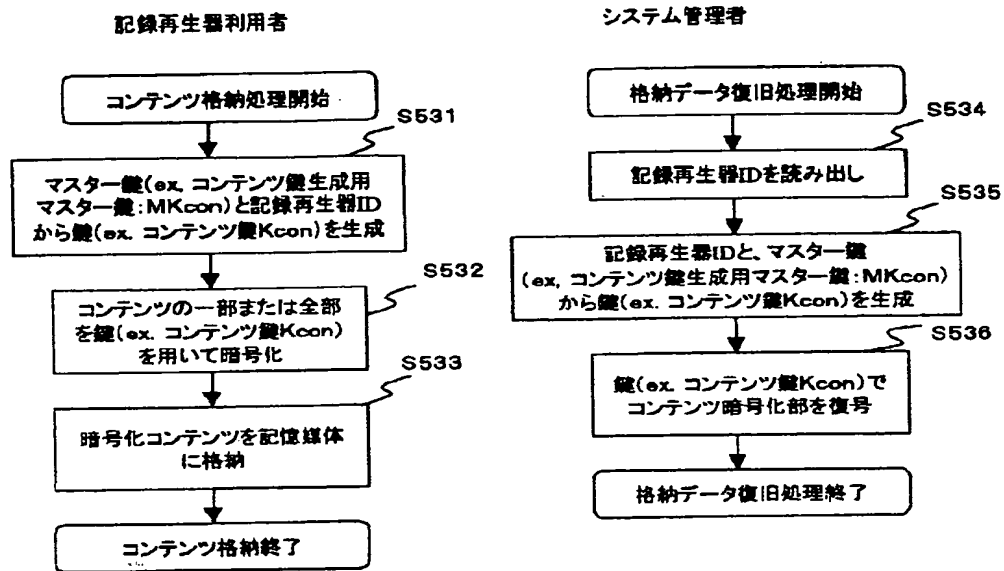 記録再生器利用者
コンテンツ格納処理開始
S531
マスター鍵(ex, コンテンツ鍵生成用
マスター鍵:MKcon)と記録再生器ID
から鍵(ex. コンテンツ鍵Kcon)を生成
S532
コンテンツの一部または全部
を鍵(ex. コンテンツ鍵Kcon)
を用いて暗号化
S533
暗号化コンテンツを記憶媒体
に格納
コンテンツ格納終了
システム管理者
格納データ復旧処理開始
S534
記録再生器IDを読み出し
S535
記録再生器IDと、マスター鍵
(ex, コンテンツ鍵生成用マスター鍵:MKcon)
から鍵(ex. コンテンツ鍵Kcon)を生成
S536
鍵(ex. コンテンツ鍵Kcon)で
コンテンツ暗号化部を復号
格納データ復旧処理終了